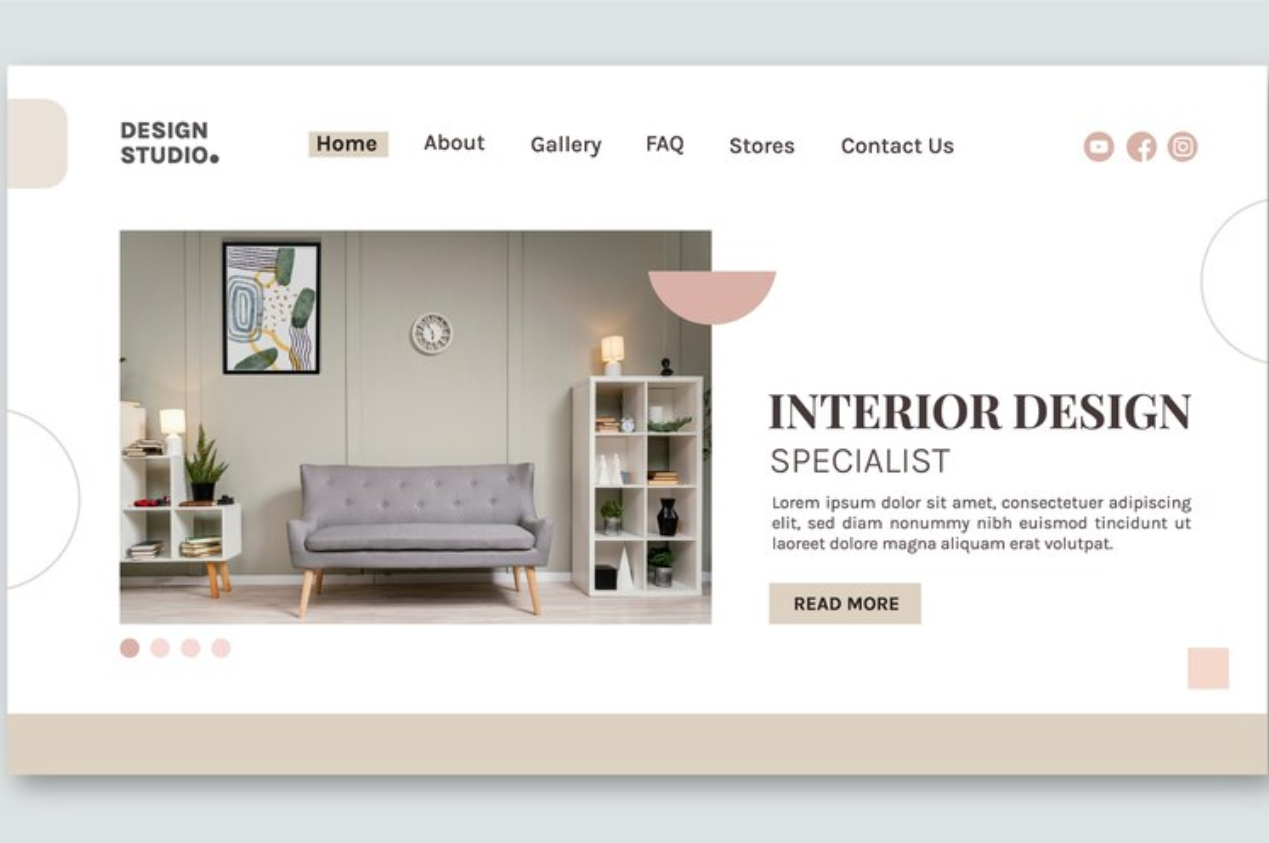 DESIGN
STUDIO.
Home About Gallery FAQ Stores Contact Us
INTERIOR DESIGN
SPECIALIST
Lorem ipsum dolor sit amet, consectetuer adipiscing
elit, sed diam nonummy nibh euismod tincidunt ut
laoreet dolore magna aliquam erat volutpat.
READ MORE